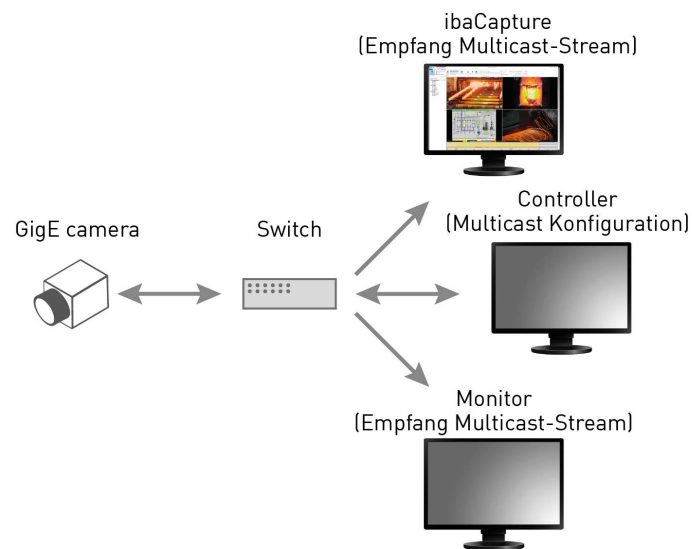 ibaCapture
(Empfang Multicast-Stream)
Controller
(Multicast Konfiguration)
GigE camera
Switch
Monitor
(Empfang Multicast-Stream)